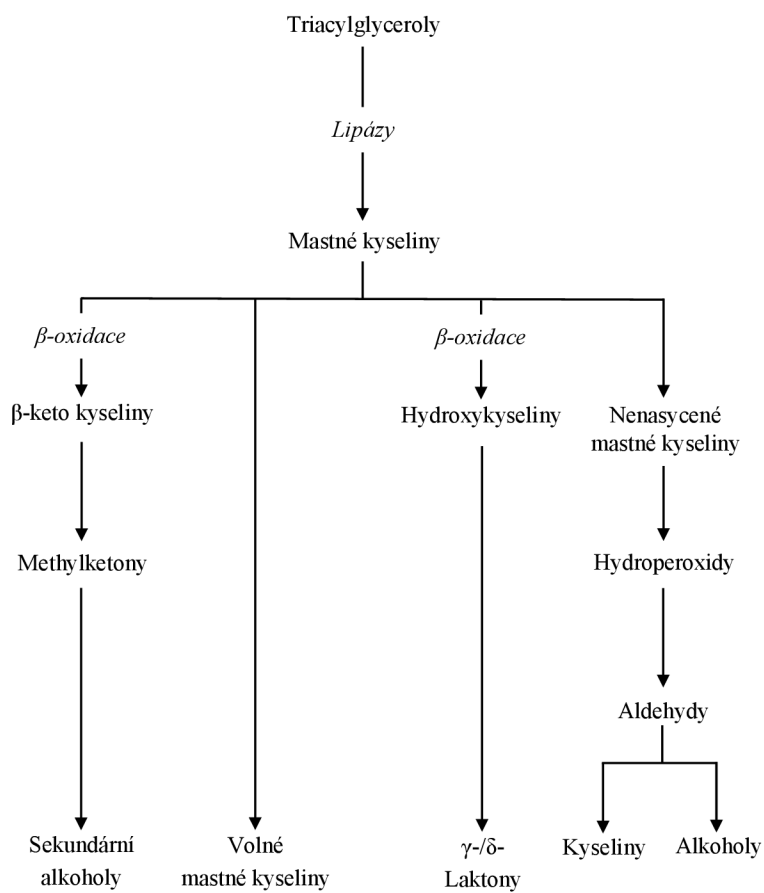 Triacylglyceroly
Lipázy
Mastné kyseliny
β-oxidace
β-oxidace
β-keto kyseliny
Hydroxykyseliny
Nenasycené
mastné kyseliny
Methylketony
Hydroperoxidy
Aldehydy
Sekundární
alkoholy
Volné
mastné kyseliny
γ-/δ-
Laktony
Kyseliny
Alkoholy